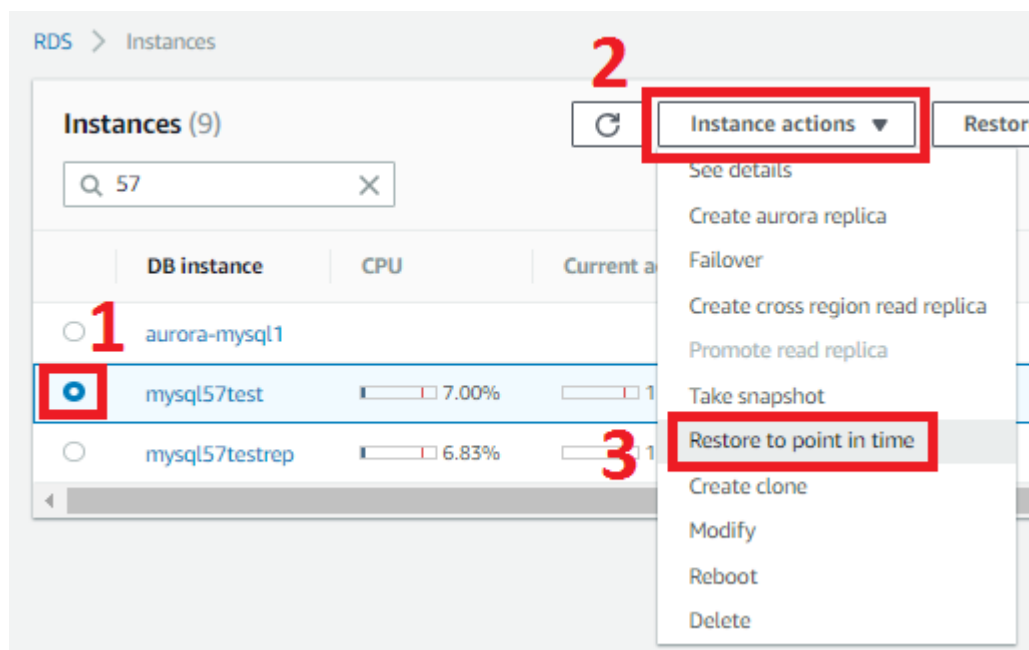 RDS > Instances
2
Instances (9)
Instance actions ▼
Restor
57
See details
Create aurora replica
DB instance
CPU
Current a
Failover
Create cross region read replica
1
aurora-mysql1
Promote read replica
mysql57test
7.00%
1
Take snapshot
Restore to point in time
3
mysql57testrep
6.83%
1
Create clone
Modify
Reboot
Delete